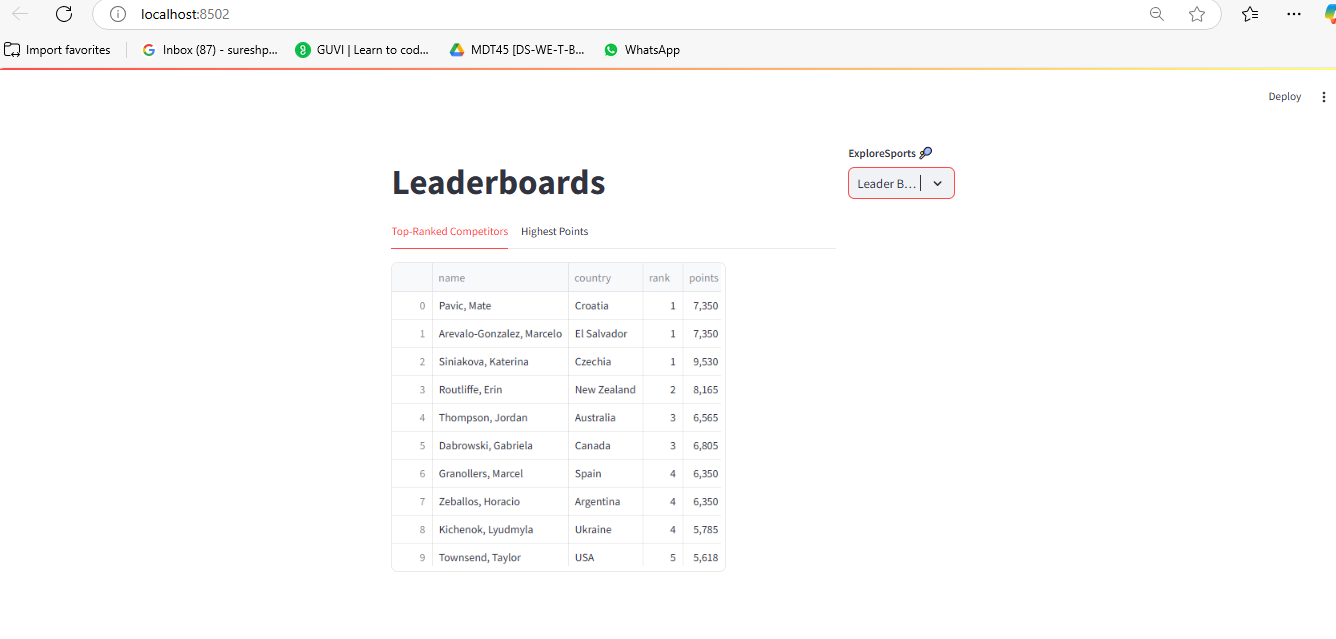 localhost:8502
Import favorites
Inbox (87) - sureshp...
GUVI | Learn to cod...
MDT45 [DS-WE-T-B...
WhatsApp
Deploy
ExploreSports
Leader B...
Leaderboards
Top-Ranked Competitors
Highest Points
name country rank points
0 Pavic, Mate Croatia 1 7,350
1 Arevalo-Gonzalez, Marcelo El Salvador 1 7,350
2 Siniakova, Katerina Czechia 1 9,530
3 Routliffe, Erin New Zealand 2 8,165
4 Thompson, Jordan Australia 3 6,565
5 Dabrowski, Gabriela Canada 3 6,805
6 Granollers, Marcel Spain 4 6,350
7 Zeballos, Horacio Argentina 4 6,350
8 Kichenok, Lyudmyla Ukraine 4 5,785
9 Townsend, Taylor USA 5 5,618